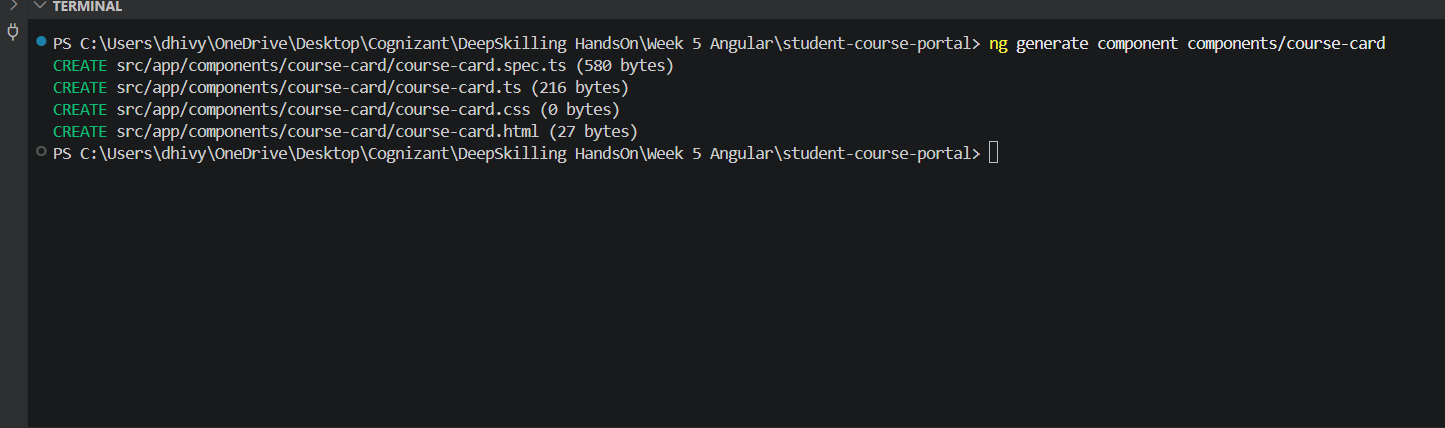 TERMINAL
PS C:\Users\dhivy\OneDrive\Desktop\Cognizant\DeepSkilling HandsOn\Week 5 Angular\student-course-portal> ng generate component components/course-card
CREATE src/app/components/course-card/course-card.spec.ts (580 bytes)
CREATE src/app/components/course-card/course-card.ts (216 bytes)
CREATE src/app/components/course-card/course-card.css (0 bytes)
CREATE src/app/components/course-card/course-card.html (27 bytes)
PS C:\Users\dhivy\OneDrive\Desktop\Cognizant\DeepSkilling HandsOn\Week 5 Angular\student-course-portal>